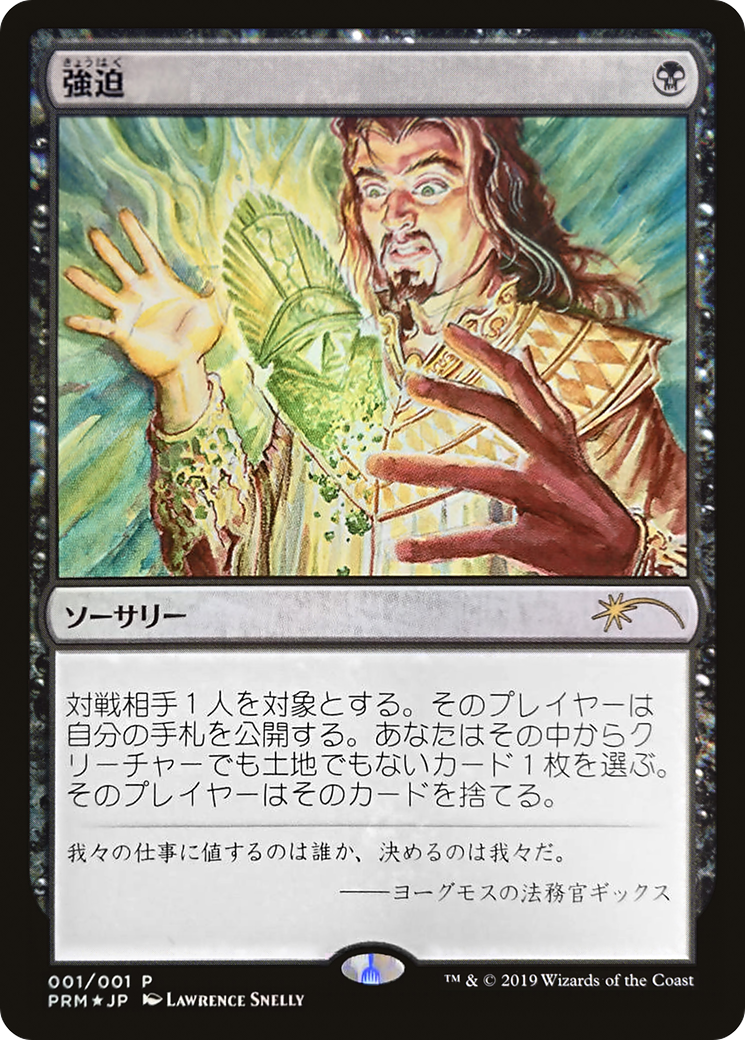 きょうはく
強迫
ソーサリー
対戦相手1人を対象とする。そのプレイヤーは
自分の手札を公開する。あなたはその中からク
リーチャーでも土地でもないカード1枚を選ぶ。
そのプレイヤーはそのカードを捨てる。
我々の仕事に値するのは誰か、決めるのは我々だ。
——ヨーグモスの法務官ギックス
001/001 P
PRM★JP LAWRENCE SNELLY
™ & © 2019 Wizards of the Coast